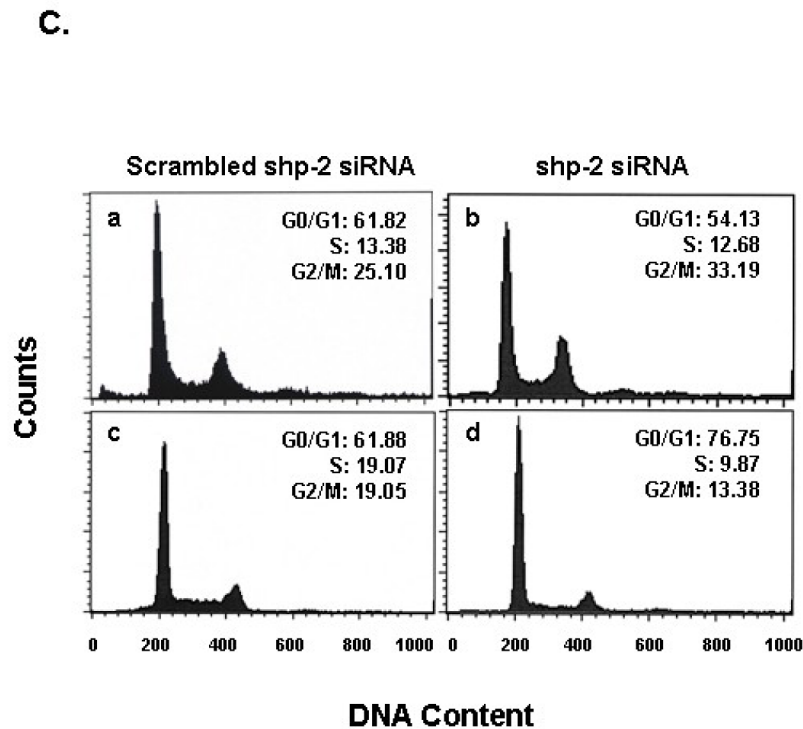 C.
Scrambled shp-2 siRNA
shp-2 siRNA
a
G0/G1: 61.82
S: 13.38
G2/M: 25.10
b
G0/G1: 54.13
S: 12.68
G2/M: 33.19
Counts
c
G0/G1: 61.88
S: 19.07
G2/M: 19.05
d
G0/G1: 76.75
S: 9.87
G2/M: 13.38
0 200 400 600 800 1000
0 200 400 600 800 1000
DNA Content